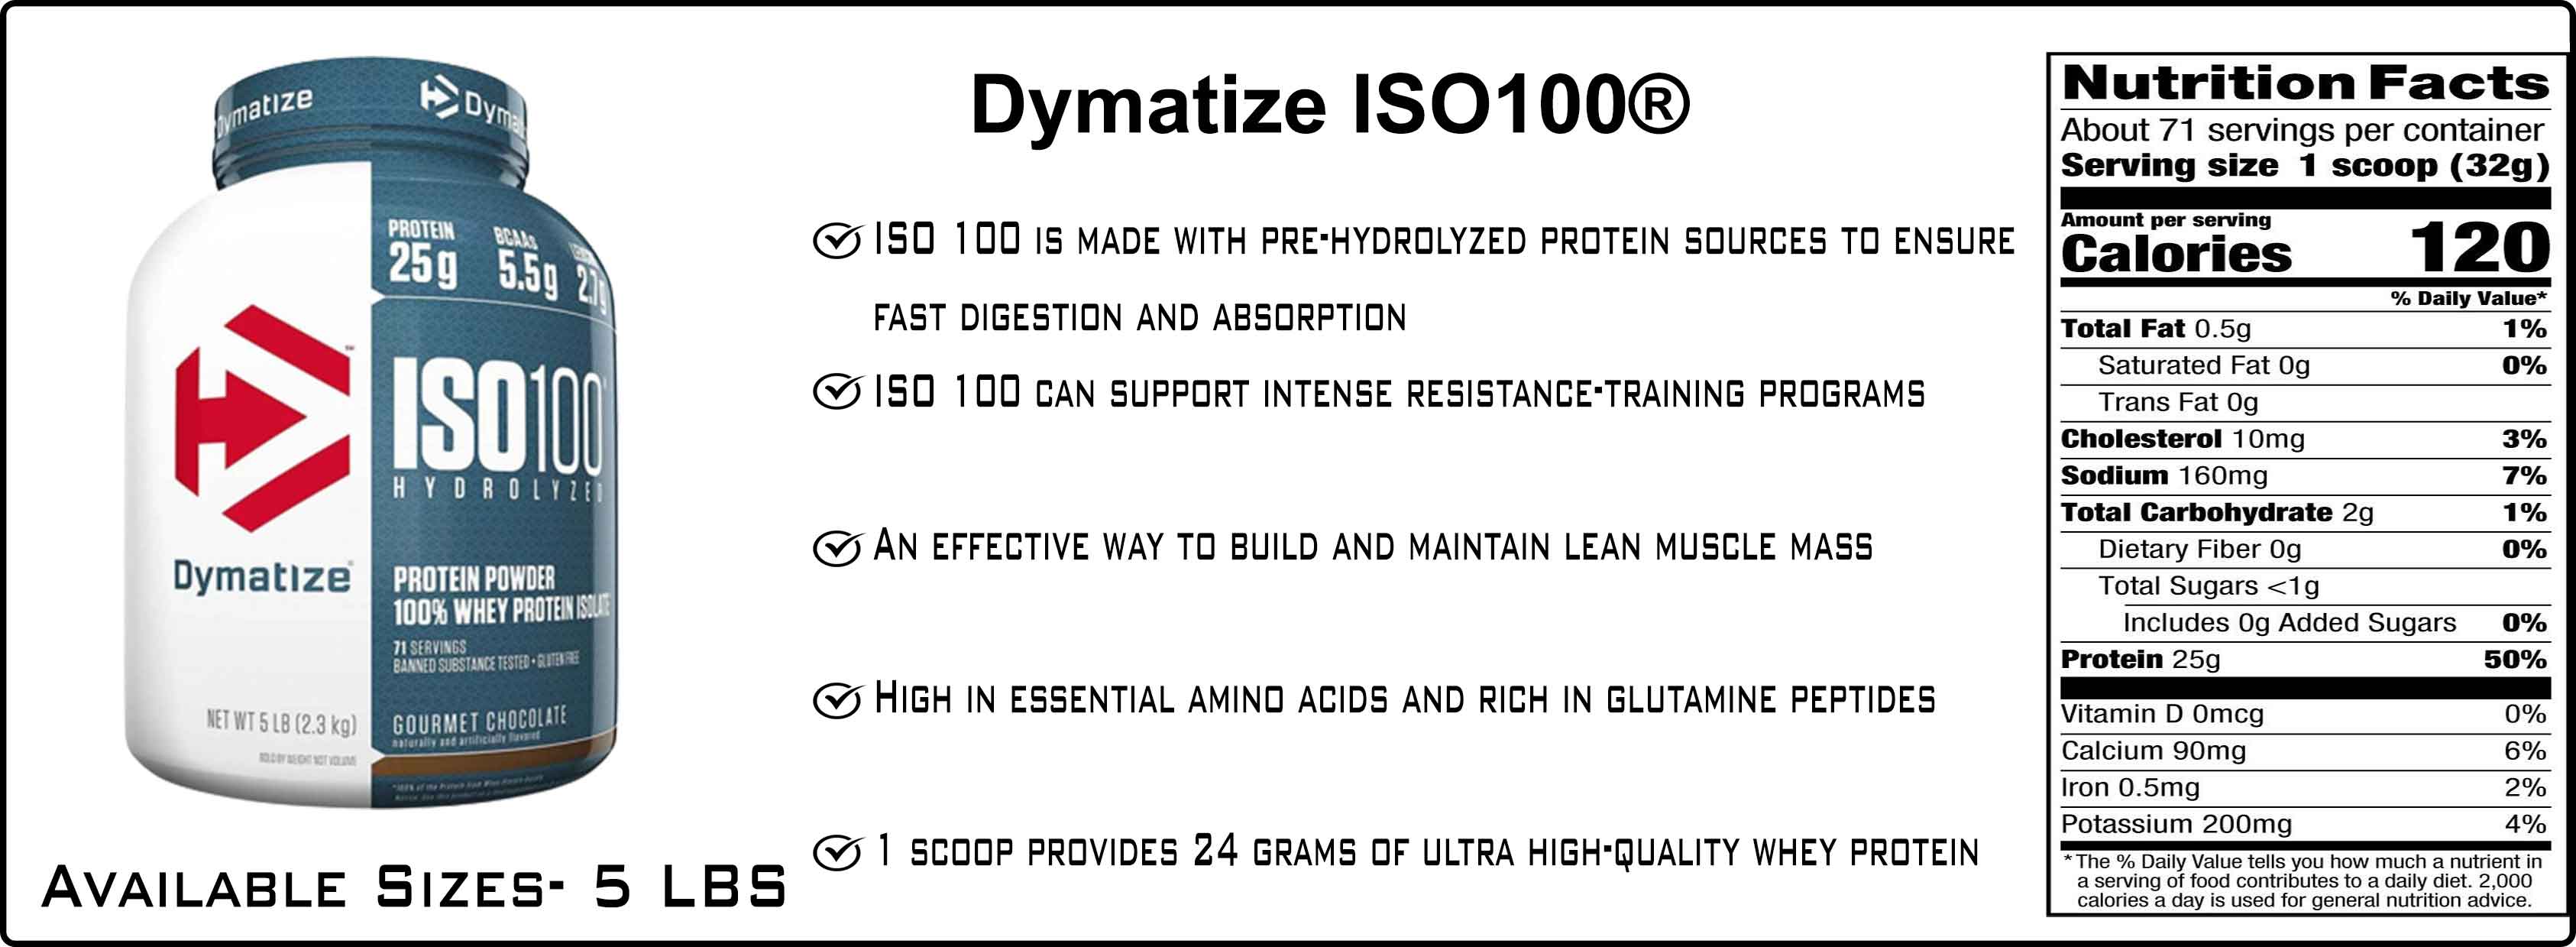 Dymatize
Dyma
PROTEIN
25g
BCAAs
5.5g
2.7g
ISO100
HYDROLYZED
Dymatize
PROTEIN POWDER
100% WHEY PROTEIN ISOLATE
71 SERVINGS
BANNED SUBSTANCE TESTED • GLUTEN FREE
NET WT 5 LB (2.3 kg)
GOURMET CHOCOLATE
naturally and artificially flavored
SOLD BY WEIGHT NOT VOLUME
Available Sizes- 5 LBS
Dymatize ISO100®
ISO 100 is made with pre-hydrolyzed protein sources to ensure
fast digestion and absorption
ISO 100 can support intense resistance-training programs
An effective way to build and maintain lean muscle mass
High in essential amino acids and rich in glutamine peptides
1 scoop provides 24 grams of ultra high-quality whey protein
Nutrition Facts
About 71 servings per container
Serving size 1 scoop (32g)
Amount per serving
Calories 120
% Daily Value*
Total Fat 0.5g 1%
Saturated Fat 0g 0%
Trans Fat 0g
Cholesterol 10mg 3%
Sodium 160mg 7%
Total Carbohydrate 2g 1%
Dietary Fiber 0g 0%
Total Sugars <1g
Includes 0g Added Sugars 0%
Protein 25g 50%
Vitamin D 0mcg 0%
Calcium 90mg 6%
Iron 0.5mg 2%
Potassium 200mg 4%
* The % Daily Value tells you how much a nutrient in
a serving of food contributes to a daily diet. 2,000
calories a day is used for general nutrition advice.